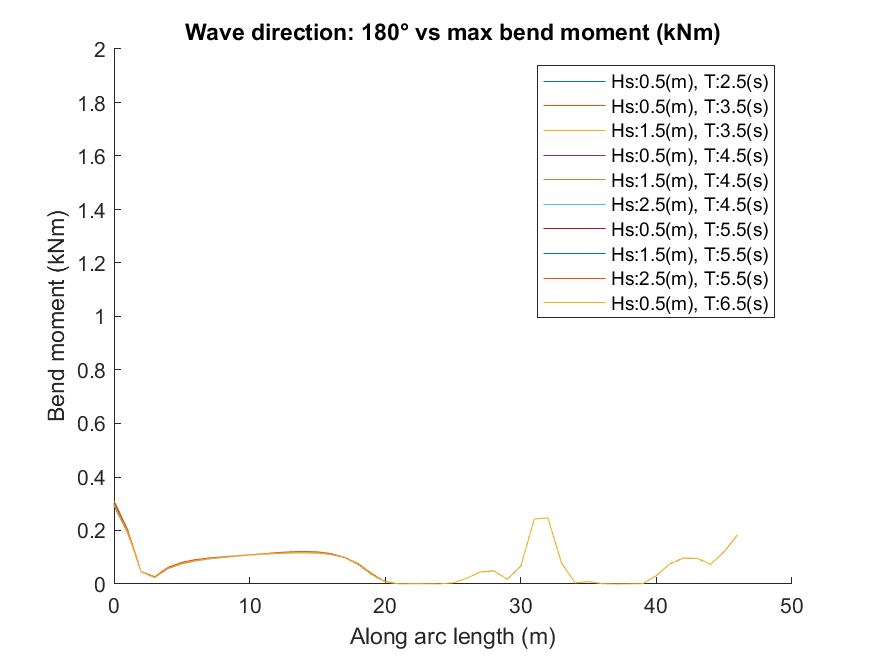 Wave direction: 180° vs max bend moment (kNm)
2
1.8
1.6
1.4
1.2
1
0.8
0.6
0.4
0.2
0
Bend moment (kNm)
Hs:0.5(m), T:2.5(s)
Hs:0.5(m), T:3.5(s)
Hs:1.5(m), T:3.5(s)
Hs:0.5(m), T:4.5(s)
Hs:1.5(m), T:4.5(s)
Hs:2.5(m), T:4.5(s)
Hs:0.5(m), T:5.5(s)
Hs:1.5(m), T:5.5(s)
Hs:2.5(m), T:5.5(s)
Hs:0.5(m), T:6.5(s)
0 10 20 30 40 50
Along arc length (m)